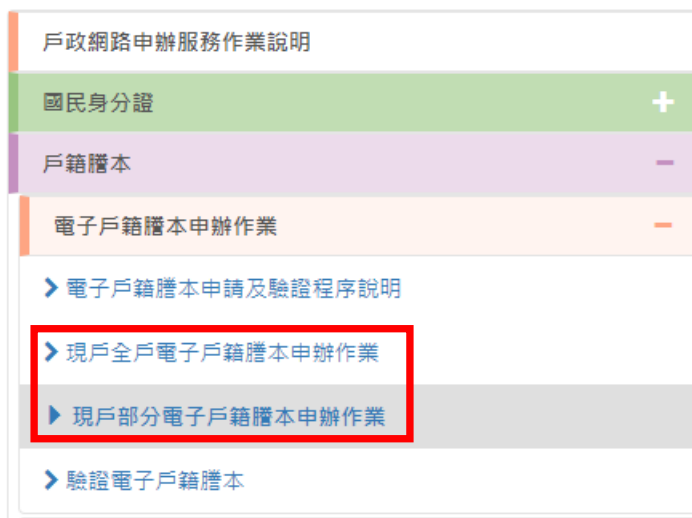 戶政網路申辦服務作業說明
國民身分證
戶籍謄本
電子戶籍謄本申辦作業
電子戶籍謄本申請及驗證程序說明
現戶全戶電子戶籍謄本申辦作業
現戶部分電子戶籍謄本申辦作業
驗證電子戶籍謄本